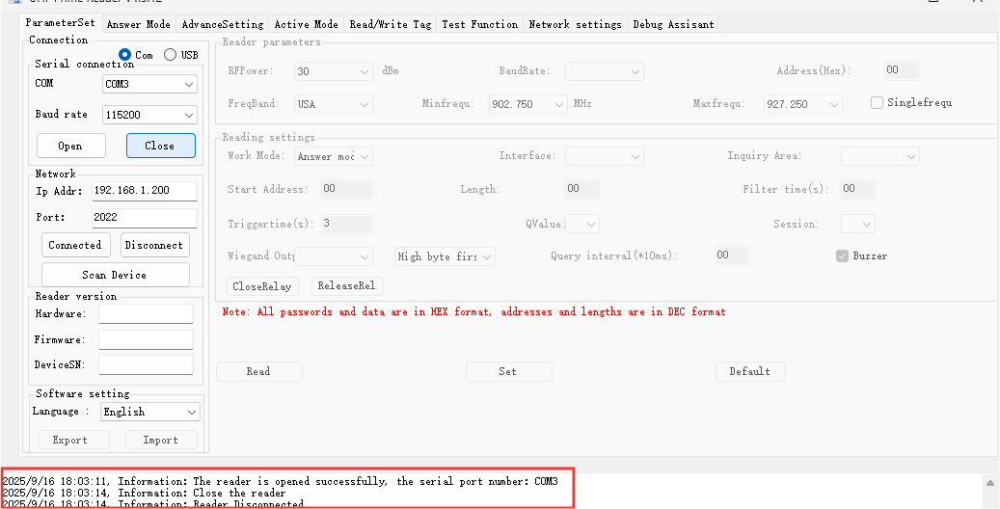 ParameterSet Answer Mode AdvanceSetting Active Mode Read/Write Tag Test Function Network settings Debug Assisant
Connection
Com USB
Serial connection
COM COM3
Baud rate 115200
Open Close
Network
Ip Addr: 192.168.1.200
Port: 2022
Connected Disconnect
Scan Device
Reader version
Hardware:
Firmware:
DeviceSN:
Software setting
Language : English
Export Import
Reader parameters
RFPower: 30 dBm BaudRate: Address(Hex): 00
FreqBand: USA Minfrequ: 902.750 MHz Maxfrequ: 927.250 Singlefrequ
Reading settings
Work Mode: Answer mod Interface: Inquiry Area:
Start Address: 00 Length: 00 Filter time(s): 00
Triggertime(s): 3 QValue: Session:
Wiegand Outp High byte firs Query interval(*10ms): 00 Buzzer
CloseRelay ReleaseRel
Note: All passwords and data are in HEX format, addresses and lengths are in DEC format
Read Set Default
2025/9/16 18:03:11, Information: The reader is opened successfully, the serial port number: COM3
2025/9/16 18:03:14, Information: Close the reader
2025/9/16 18:03:14, Information: Reader Disconnected